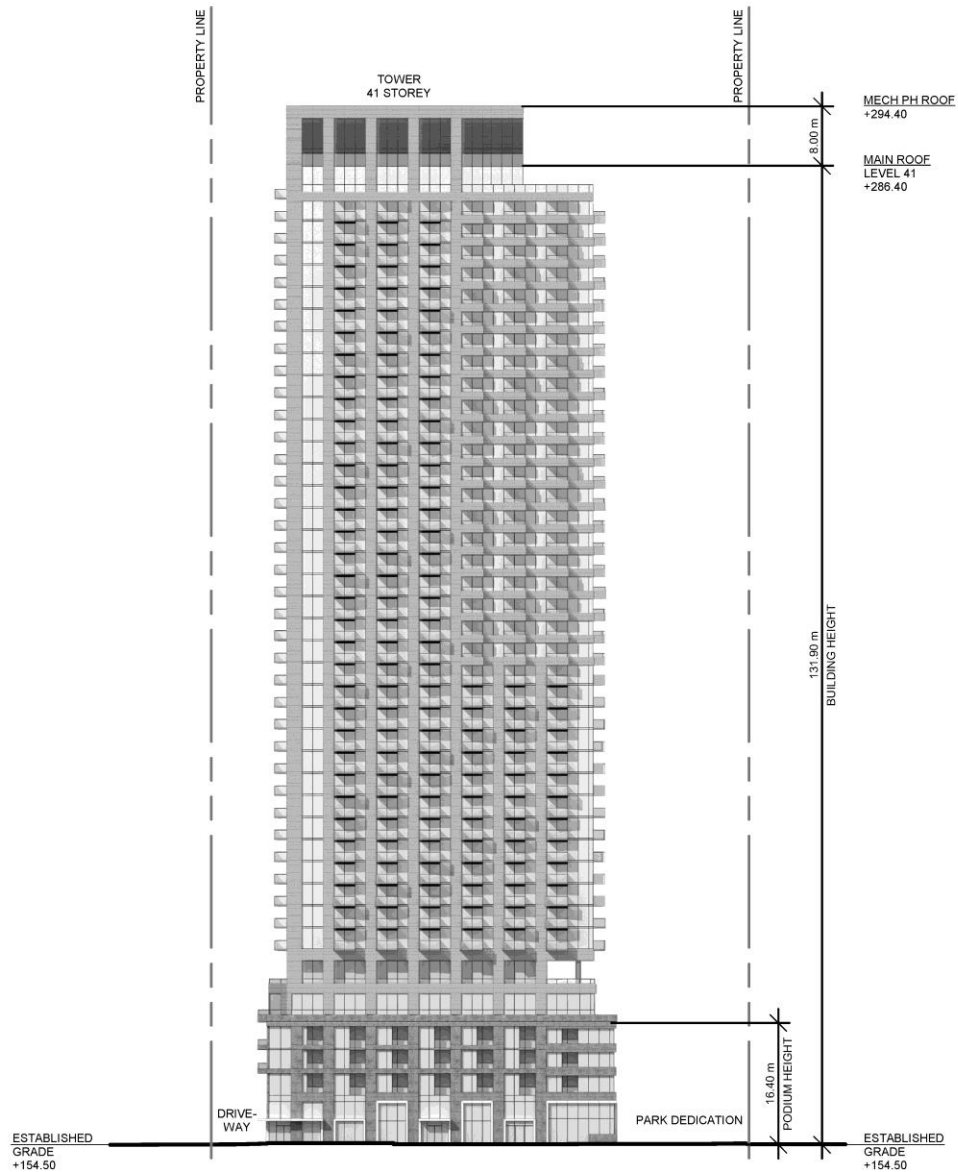 PROPERTY LINE
PROPERTY LINE
TOWER
41 STOREY
MECH PH ROOF
+294.40
8.00 m
MAIN ROOF
LEVEL 41
+286.40
131.90 m
BUILDING HEIGHT
16.40 m
PODIUM HEIGHT
DRIVE-
WAY
PARK DEDICATION
ESTABLISHED
GRADE
+154.50
ESTABLISHED
GRADE
+154.50